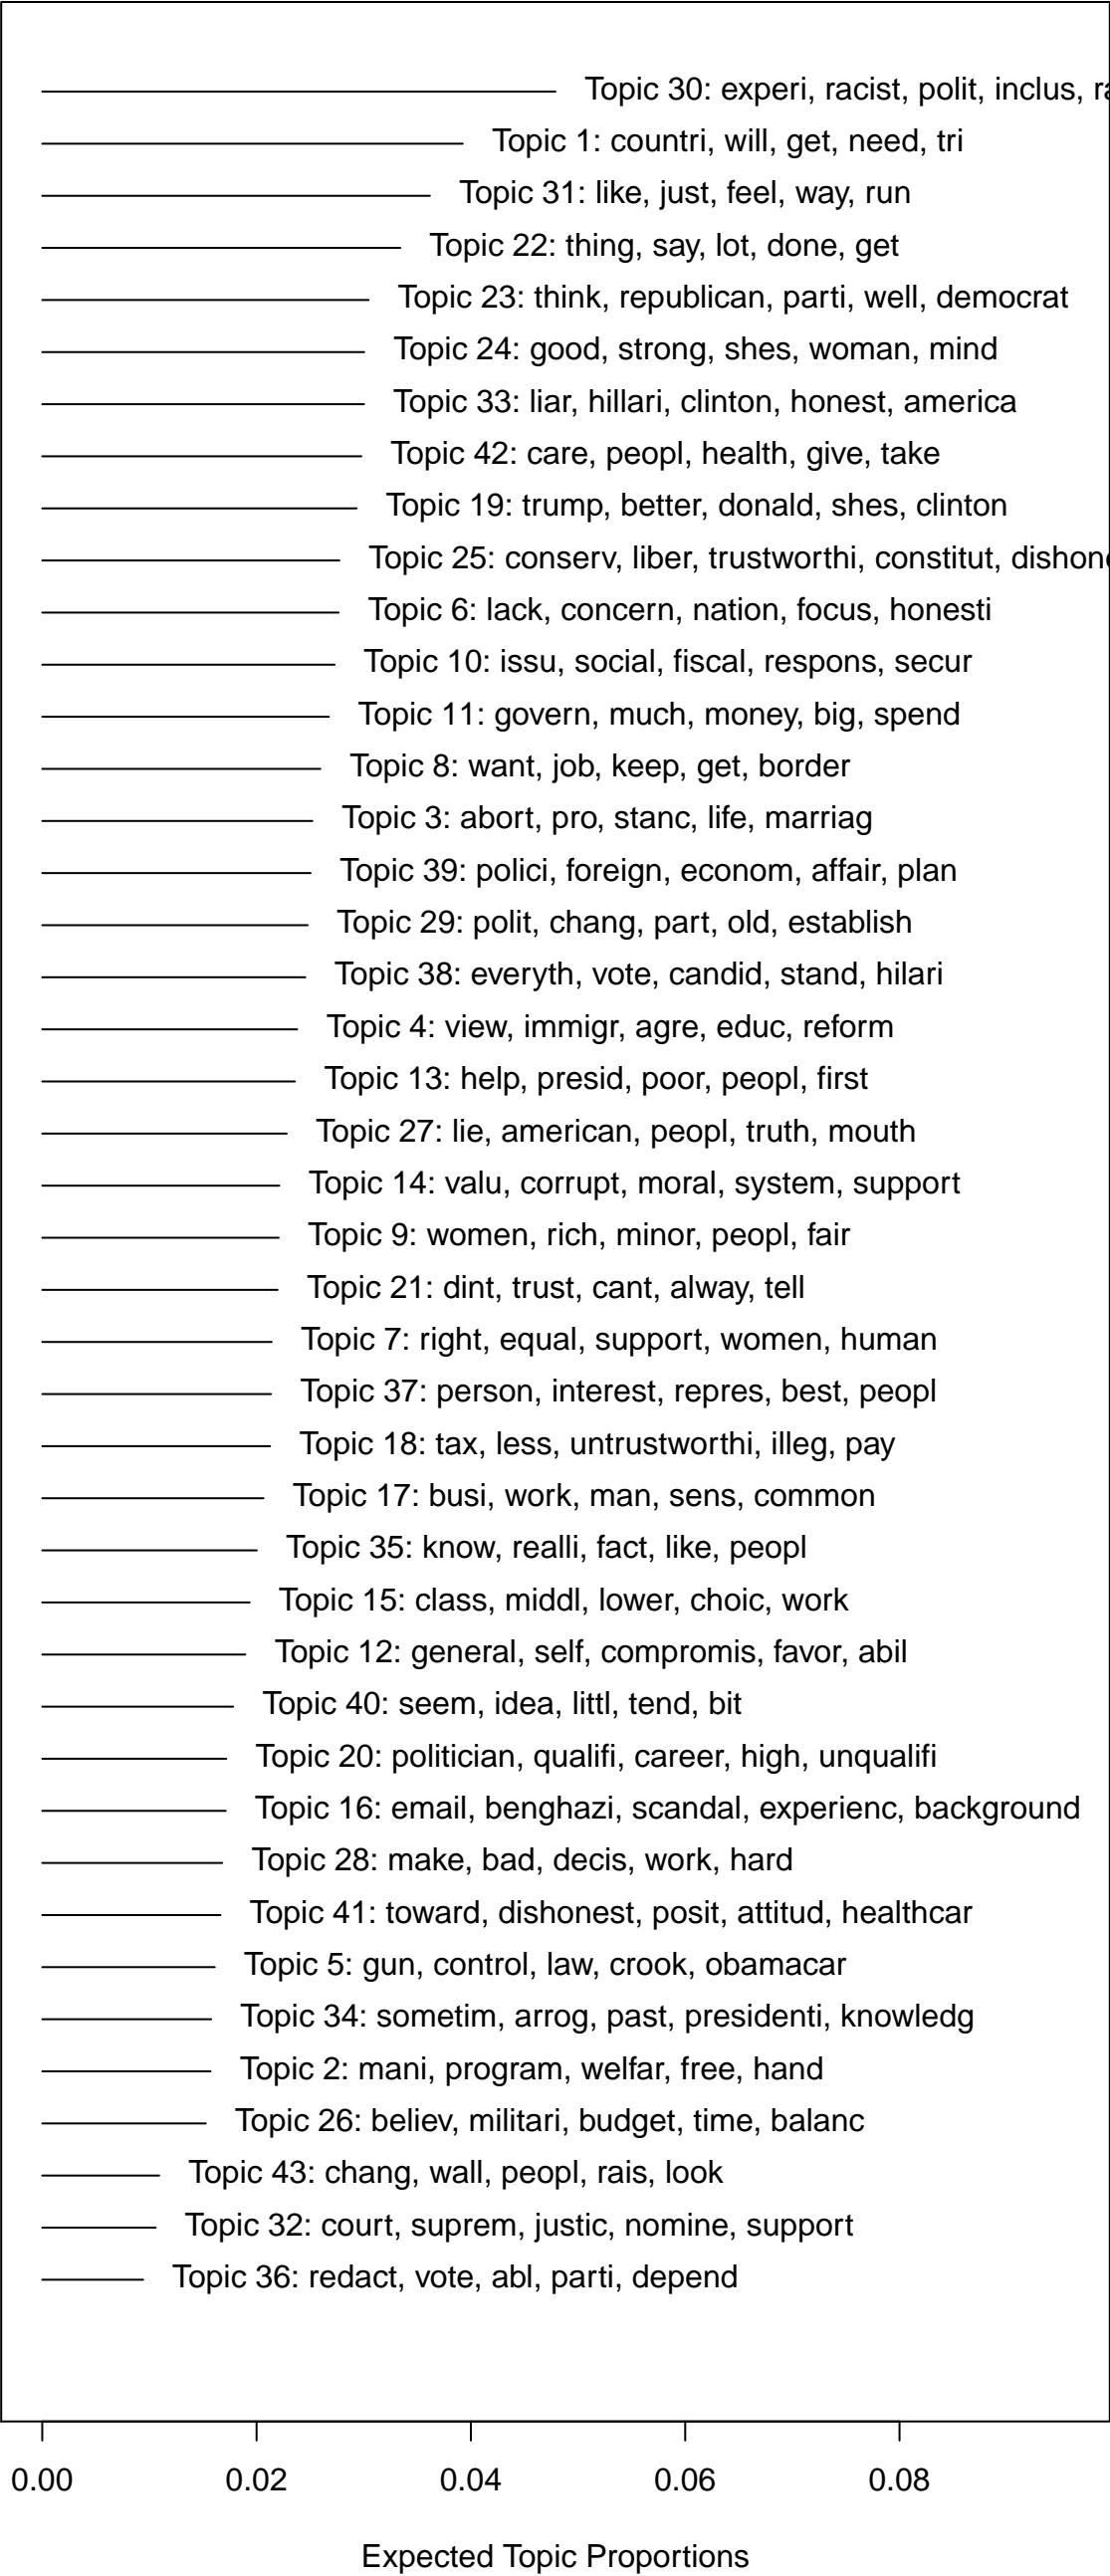 Topic 30: experi, racist, polit, inclus,
Topic 1: countri, will, get, need, tri
Topic 31: like, just, feel, way, run
Topic 22: thing, say, lot, done, get
Topic 23: think, republican, parti, well, democrat
Topic 24: good, strong, shes, woman, mind
Topic 33: liar, hillari, clinton, honest, america
Topic 42: care, peopl, health, give, take
Topic 19: trump, better, donald, shes, clinton
Topic 25: conserv, liber, trustworthi, constitut,
Topic 6: lack, concern, nation, focus, honesti
Topic 10: issu, social, fiscal, respons, secur
Topic 11: govern, much, money, big, spend
Topic 8: want, job, keep, get, border
Topic 3: abort, pro, stanc, life, marriag
Topic 39: polici, foreign, econom, affair, plan
Topic 29: polit, chang, part, old, establish
Topic 38: everyth, vote, candid, stand, hilari
Topic 4: view, immigr, agre, educ, reform
Topic 13: help, presid, poor, peopl, first
Topic 27: lie, american, peopl, truth, mouth
Topic 14: valu, corrupt, moral, system, support
Topic 9: women, rich, minor, peopl, fair
Topic 21: dint, trust, cant, alway, tell
Topic 7: right, equal, support, women, human
Topic 37: person, interest, repres, best, peopl
Topic 18: tax, less, untrustworthi, illeg, pay
Topic 17: busi, work, man, sens, common
Topic 35: know, realli, fact, like, peopl
Topic 15: class, middl, lower, choic, work
Topic 12: general, self, compromis, favor, abil
Topic 40: seem, idea, littl, tend, bit
Topic 20: politician, qualifi, career, high, unqualifi
Topic 16: email, benghazi, scandal, experienc, background
Topic 28: make, bad, decis, work, hard
Topic 41: toward, dishonest, posit, attitud, healthcar
Topic 5: gun, control, law, crook, obamacar
Topic 34: sometim, arrog, past, presidenti, knowledg
Topic 2: mani, program, welfar, free, hand
Topic 26: believ, militari, budget, time, balanc
Topic 43: chang, wall, peopl, rais, look
Topic 32: court, suprem, justic, nomine, support
Topic 36: redact, vote, abl, parti, depend
0.00 0.02 0.04 0.06 0.08
Expected Topic Proportions